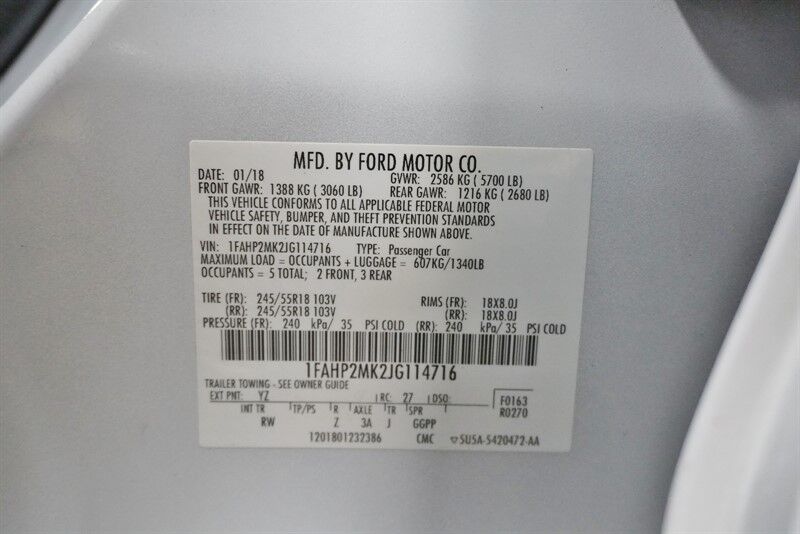 MFD. BY FORD MOTOR CO.
DATE: 01/18 GVWR: 2586 KG ( 5700 LB)
FRONT GAWR: 1388 KG ( 3060 LB) REAR GAWR: 1216 KG ( 2680 LB)
THIS VEHICLE CONFORMS TO ALL APPLICABLE FEDERAL MOTOR
VEHICLE SAFETY, BUMPER, AND THEFT PREVENTION STANDARDS
IN EFFECT ON THE DATE OF MANUFACTURE SHOWN ABOVE.
VIN: 1FAHP2MK2JG114716 TYPE: Passenger Car
MAXIMUM LOAD = OCCUPANTS + LUGGAGE = 607KG/1340LB
OCCUPANTS = 5 TOTAL; 2 FRONT, 3 REAR
TIRE (FR): 245/55R18 103V RIMS (FR): 18X8.0J
(RR): 245/55R18 103V (RR): 18X8.0J
PRESSURE (FR): 240 kPa/ 35 PSI COLD (RR): 240 kPa/ 35 PSI COLD
1FAHP2MK2JG114716
TRAILER TOWING - SEE OWNER GUIDE
EXT PNT: YZ RC: 27 DSO: F0163
INT TR TP/PS R AXLE TR SPR R0270
RW Z 3A J GGPP
1201801232386 CMC ▽5U5A-5420472-AA